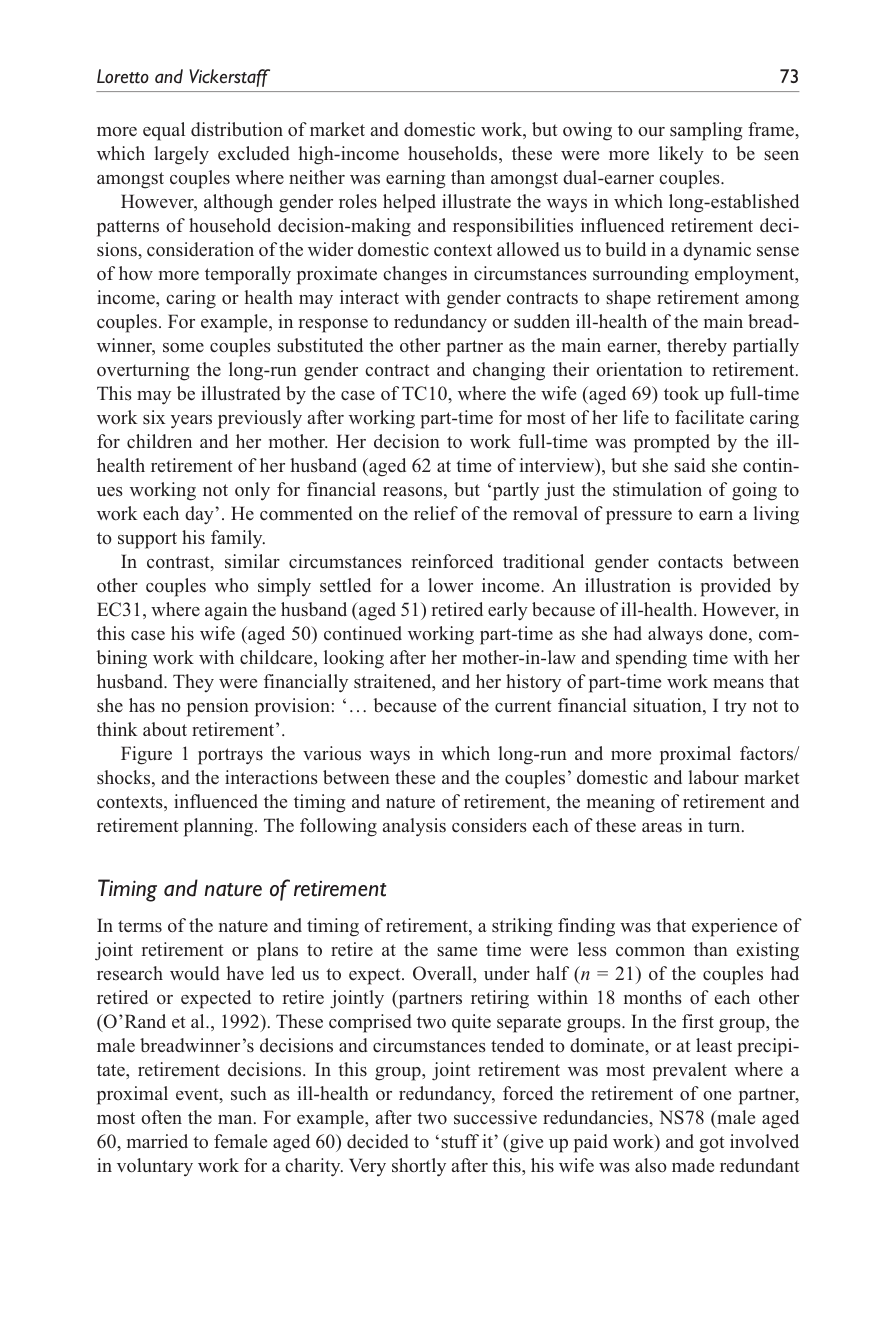 Loretto and Vickerstaff 73
more equal distribution of market and domestic work, but owing to our sampling frame,
which largely excluded high-income households, these were more likely to be seen
amongst couples where neither was earning than amongst dual-earner couples.
However, although gender roles helped illustrate the ways in which long-established
patterns of household decision-making and responsibilities influenced retirement deci-
sions, consideration of the wider domestic context allowed us to build in a dynamic sense
of how more temporally proximate changes in circumstances surrounding employment,
income, caring or health may interact with gender contracts to shape retirement among
couples. For example, in response to redundancy or sudden ill-health of the main bread-
winner, some couples substituted the other partner as the main earner, thereby partially
overturning the long-run gender contract and changing their orientation to retirement.
This may be illustrated by the case of TC10, where the wife (aged 69) took up full-time
work six years previously after working part-time for most of her life to facilitate caring
for children and her mother. Her decision to work full-time was prompted by the ill-
health retirement of her husband (aged 62 at time of interview), but she said she contin-
ues working not only for financial reasons, but ‘partly just the stimulation of going to
work each day’. He commented on the relief of the removal of pressure to earn a living
to support his family.
In contrast, similar circumstances reinforced traditional gender contacts between
other couples who simply settled for a lower income. An illustration is provided by
EC31, where again the husband (aged 51) retired early because of ill-health. However, in
this case his wife (aged 50) continued working part-time as she had always done, com-
bining work with childcare, looking after her mother-in-law and spending time with her
husband. They were financially straitened, and her history of part-time work means that
she has no pension provision: ‘… because of the current financial situation, I try not to
think about retirement’.
Figure 1 portrays the various ways in which long-run and more proximal factors/
shocks, and the interactions between these and the couples’ domestic and labour market
contexts, influenced the timing and nature of retirement, the meaning of retirement and
retirement planning. The following analysis considers each of these areas in turn.
Timing and nature of retirement
In terms of the nature and timing of retirement, a striking finding was that experience of
joint retirement or plans to retire at the same time were less common than existing
research would have led us to expect. Overall, under half (n = 21) of the couples had
retired or expected to retire jointly (partners retiring within 18 months of each other
(O’Rand et al., 1992). These comprised two quite separate groups. In the first group, the
male breadwinner’s decisions and circumstances tended to dominate, or at least precipi-
tate, retirement decisions. In this group, joint retirement was most prevalent where a
proximal event, such as ill-health or redundancy, forced the retirement of one partner,
most often the man. For example, after two successive redundancies, NS78 (male aged
60, married to female aged 60) decided to ‘stuff it’ (give up paid work) and got involved
in voluntary work for a charity. Very shortly after this, his wife was also made redundant